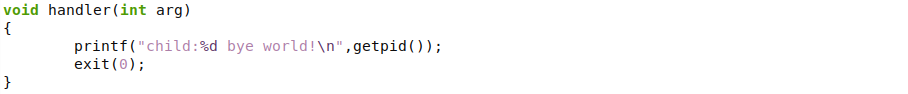 void handler(int arg)
{
        printf("child:%d bye world!\n",getpid());
        exit(0);
}